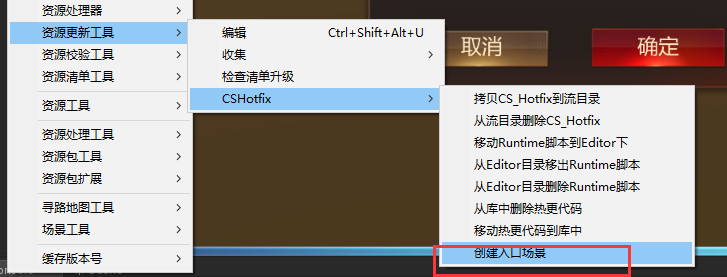 资源处理器
资源更新工具
资源校验工具
资源清单工具
资源工具
资源处理工具
资源包工具
资源包扩展
寻路地图工具
场景工具
缓存版本号
编辑 Ctrl+Shift+Alt+U
收集
检查清单升级
CSHotfix
取消
确定
拷贝CS_Hotfix到流目录
从流目录删除CS_Hotfix
移动Runtime脚本到Editor下
从Editor目录移出Runtime脚本
从Editor目录删除Runtime脚本
从库中删除热更代码
移动热更代码到库中
创建入口场景